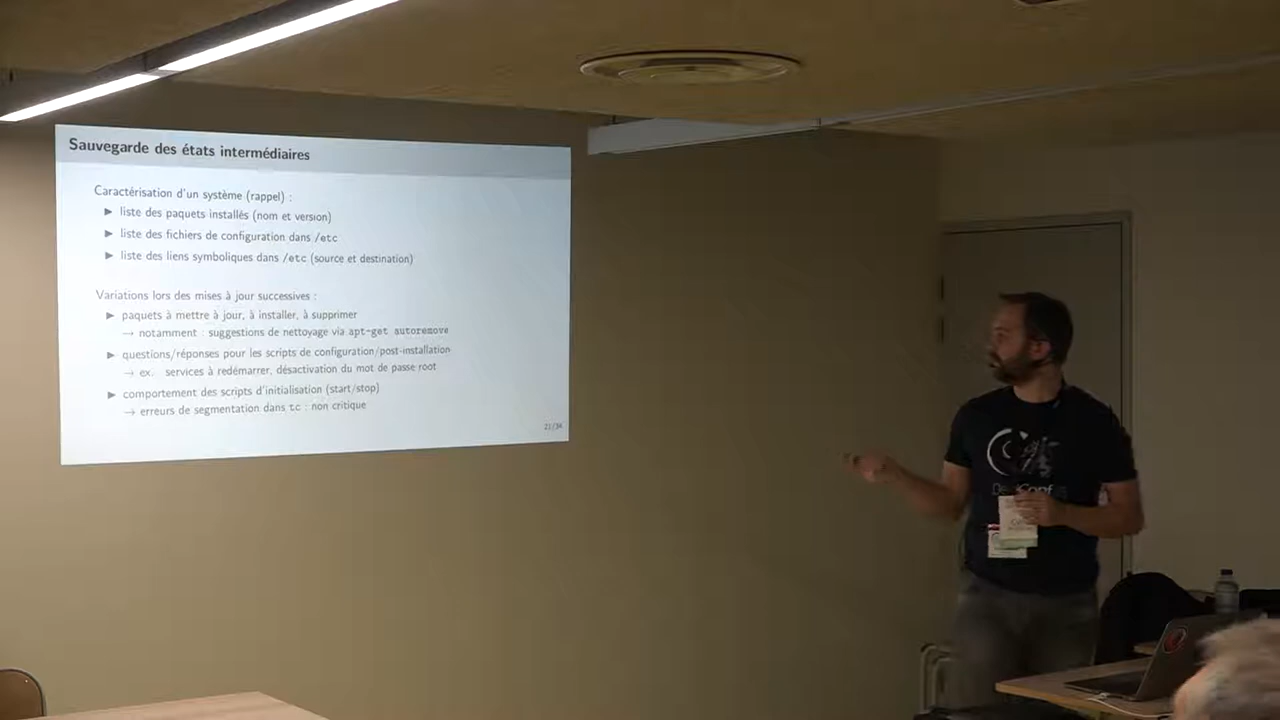 Sauvegarde des états intermédiaires
Caractérisation d'un système (rappel) :
▶ liste des paquets installés (nom et version)
▶ liste des fichiers de configuration dans /etc
▶ liste des liens symboliques dans /etc (source et destination)
Variations lors des mises à jour successives :
▶ paquets à mettre à jour, à installer, à supprimer
→ notamment : suggestions de nettoyage via apt-get autoremove
▶ questions/réponses pour les scripts de configuration/post-installation
→ ex. services à redémarrer, désactivation du mot de passe root
▶ comportement des scripts d'initialisation (start/stop)
→ erreurs de segmentation dans tc : non critique